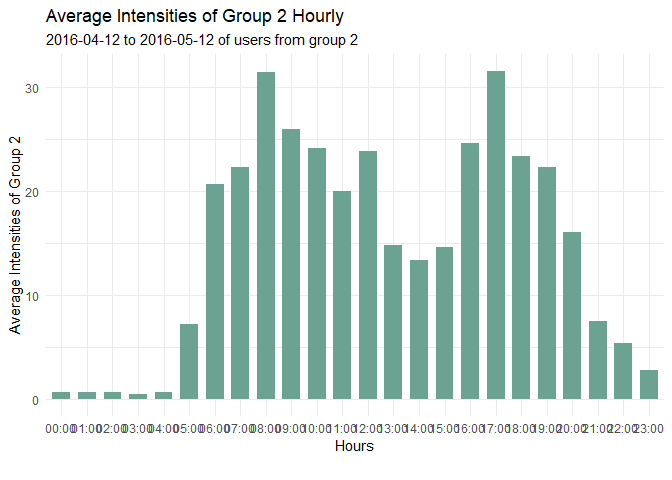 Average Intensities of Group 2 Hourly
2016-04-12 to 2016-05-12 of users from group 2
Average Intensities of Group 2
30
20
10
0
00:00 01:00 02:00 03:00 04:00 05:00 06:00 07:00 08:00 09:00 10:00 11:00 12:00 13:00 14:00 15:00 16:00 17:00 18:00 19:00 20:00 21:00 22:00 23:00
Hours